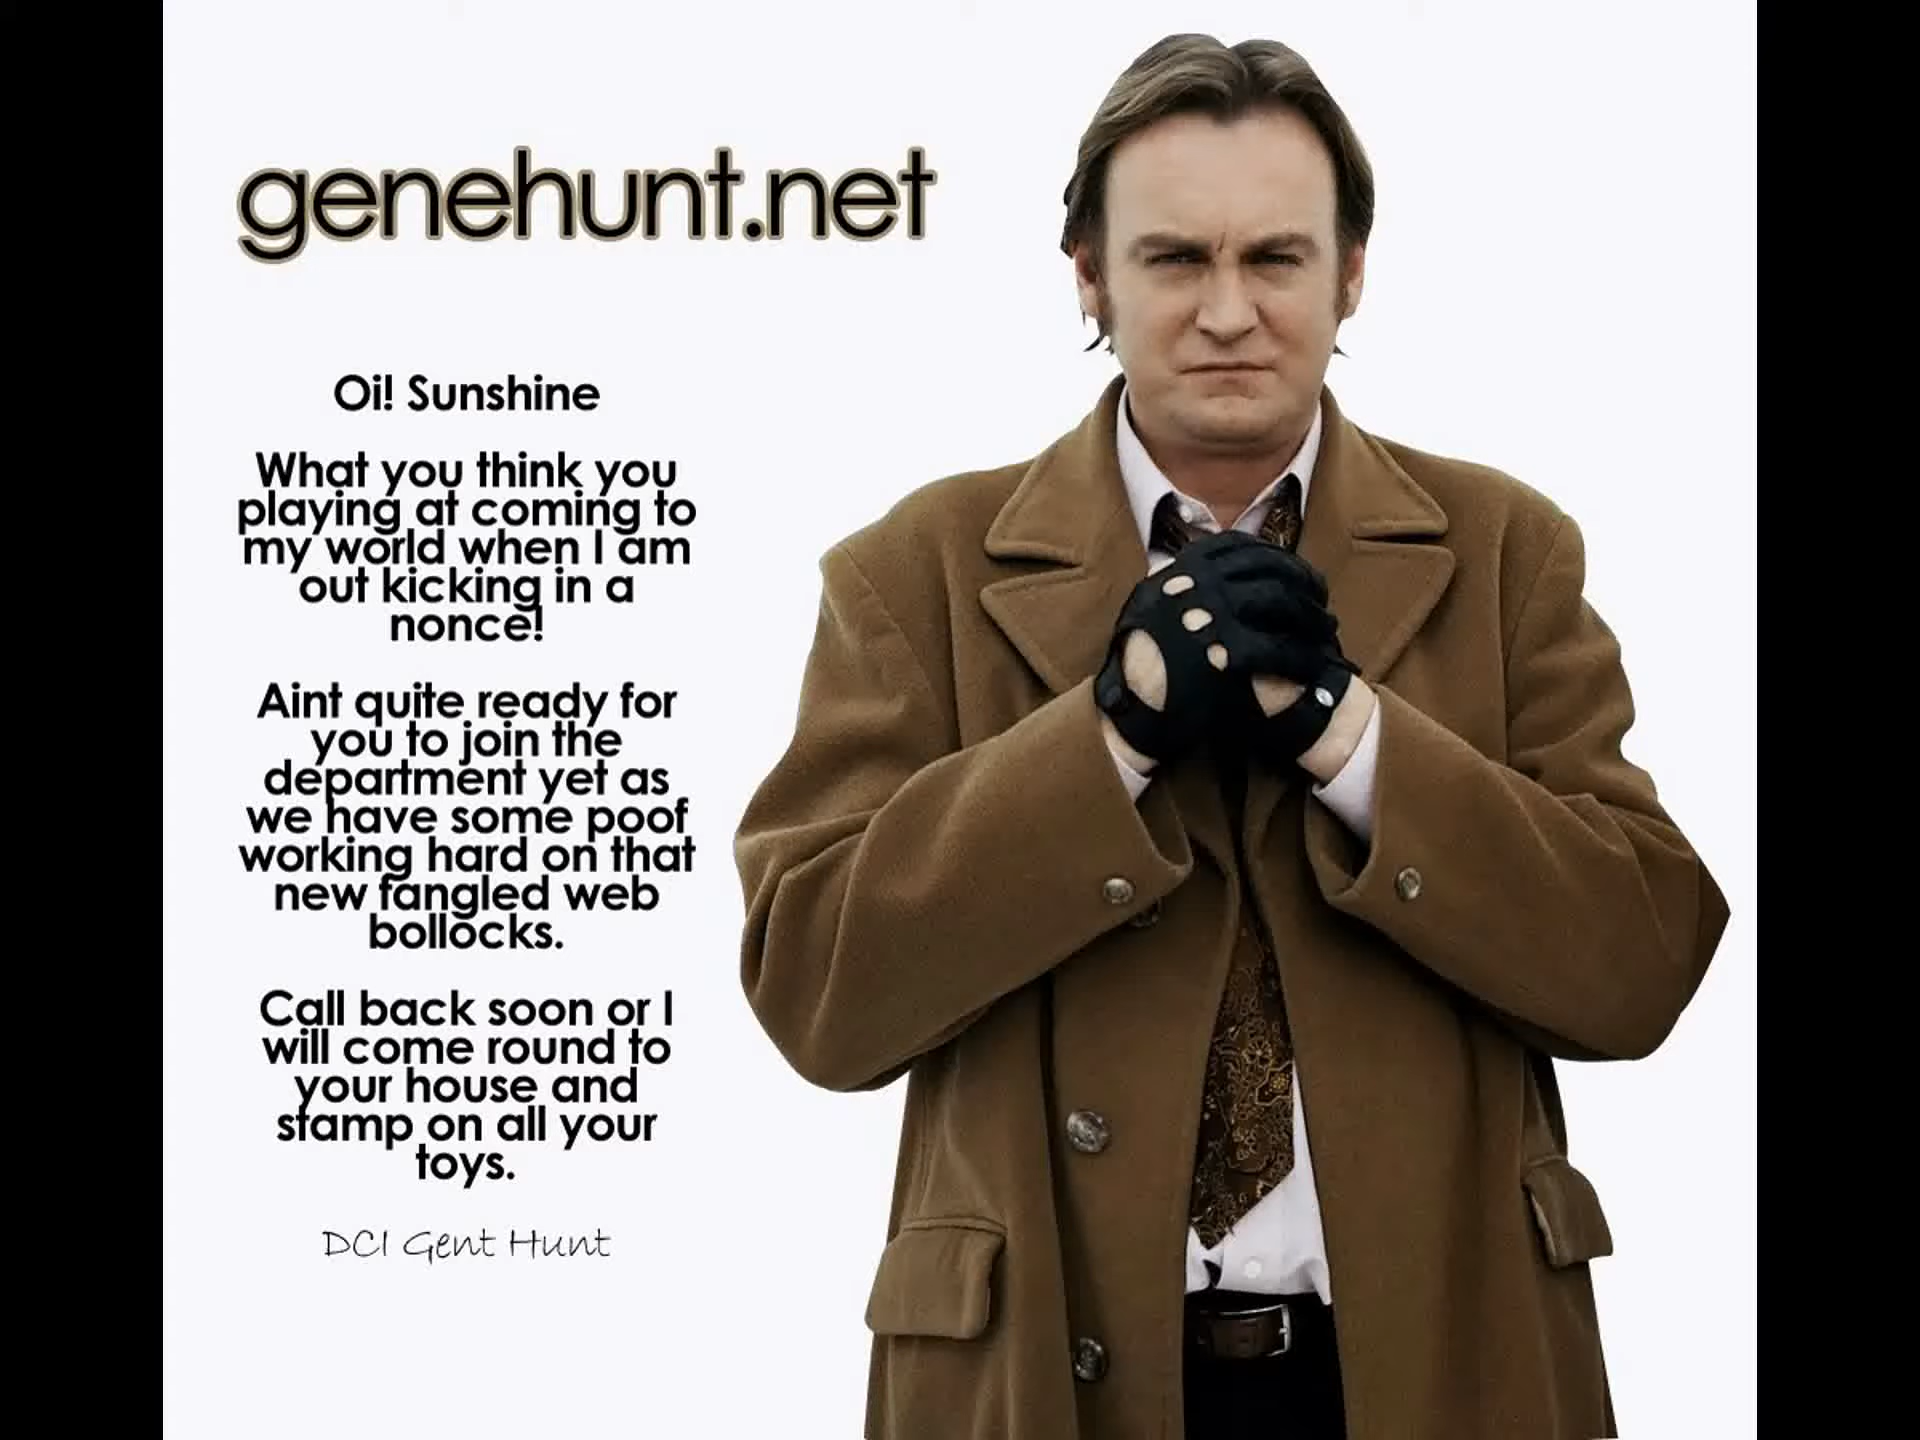 genehunt.net
Oi! Sunshine
What you think you
playing at coming to
my world when I am
out kicking in a
nonce!
Aint quite ready for
you to join the
department yet as
we have some poof
working hard on that
new fangled web
bollocks.
Call back soon or I
will come round to
your house and
stamp on all your
toys.
DCI Gent Hunt